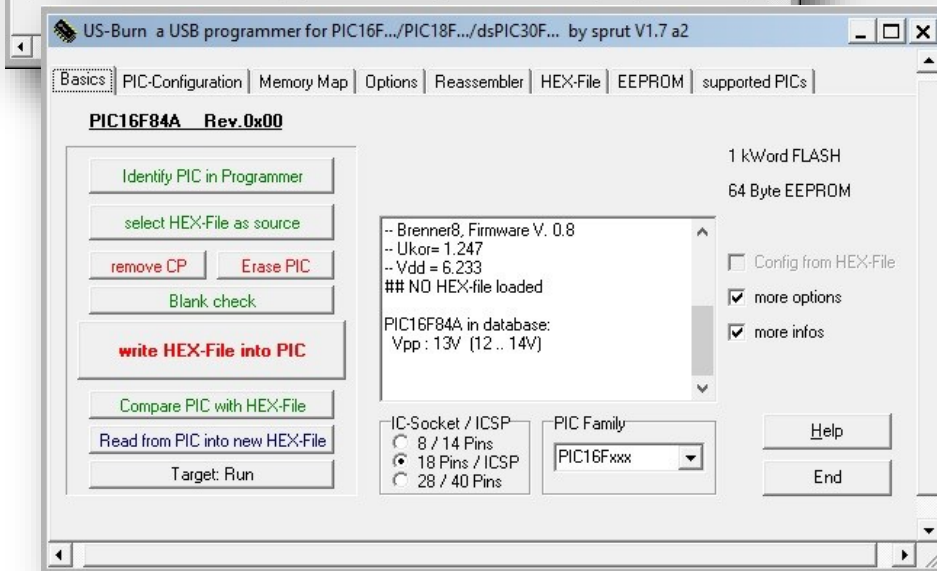 US-Burn a USB programmer for PIC16F.../PIC18F.../dsPIC30F... by sprut V1.7 a2
Basics PIC-Configuration Memory Map Options Reassembler HEX-File EEPROM supported PICs
PIC16F84A Rev.0x00
Identify PIC in Programmer
select HEX-File as source
remove CP Erase PIC
Blank check
write HEX-File into PIC
Compare PIC with HEX-File
Read from PIC into new HEX-File
Target: Run
-- Brenner8, Firmware V. 0.8
-- Ukor= 1.247
-- Vdd = 6.233
## NO HEX-file loaded
PIC16F84A in database:
Vpp : 13V (12 .. 14V)
IC-Socket / ICSP
8 / 14 Pins
18 Pins / ICSP
28 / 40 Pins
PIC Family
PIC16Fxxx
1 kWord FLASH
64 Byte EEPROM
Config from HEX-File
more options
more infos
Help
End